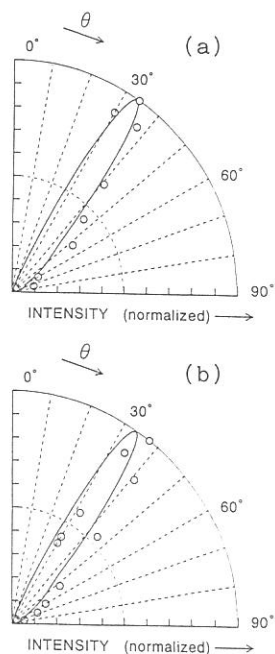 θ
(a)
0°
30°
60°
90°
INTENSITY (normalized)
θ
(b)
0°
30°
60°
90°
INTENSITY (normalized)